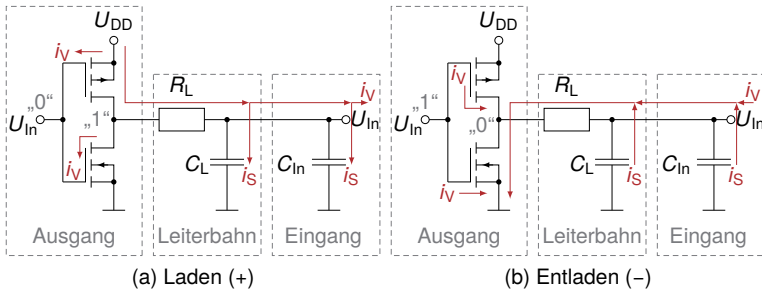 U_DD
i_V
„0“
U_In
„1“
i_V
R_L
i_V
U_In
C_L
i_S
C_In
i_S
Ausgang
Leiterbahn
Eingang
(a) Laden (+)
U_DD
i_V
„1“
U_In
„0“
i_V
R_L
i_V
U_In
C_L
i_S
C_In
i_S
Ausgang
Leiterbahn
Eingang
(b) Entladen (−)